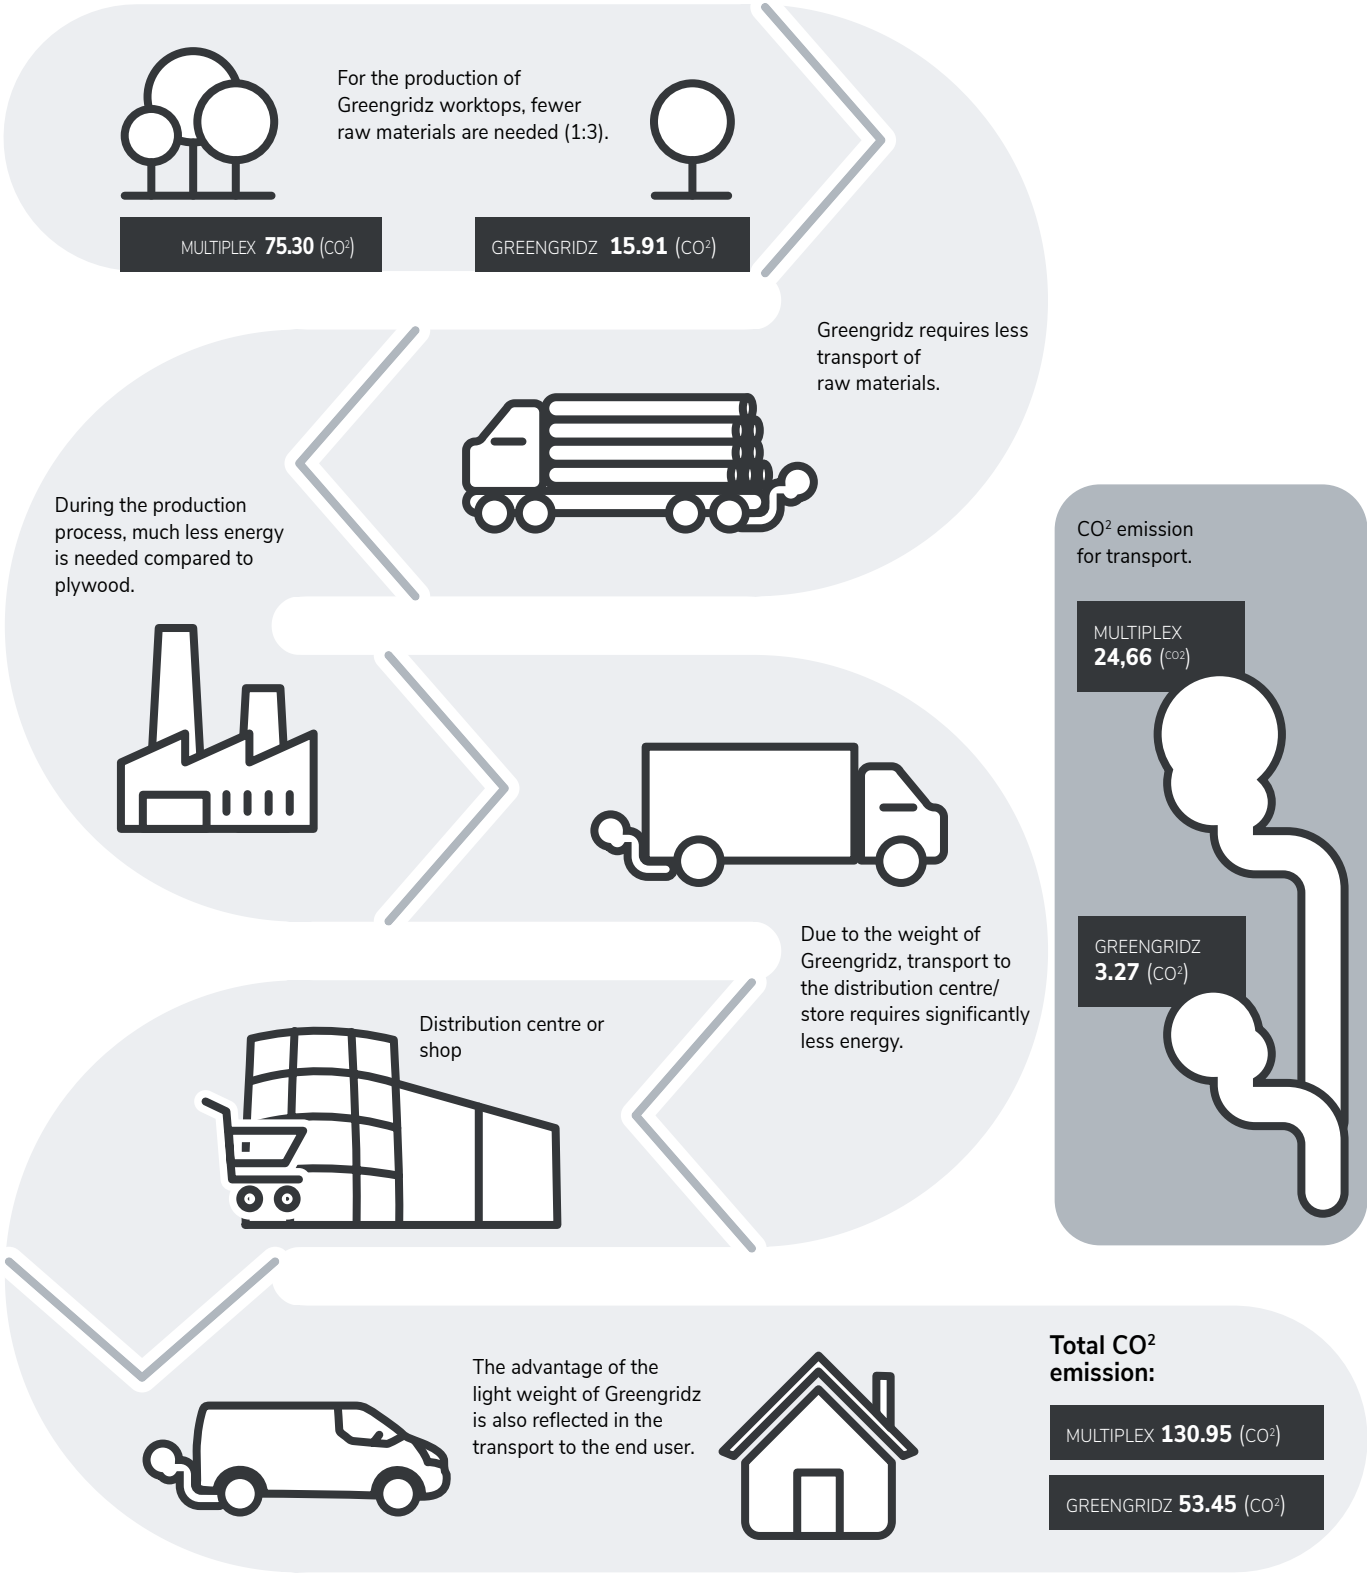 For the production of
Greengridz worktops, fewer
raw materials are needed (1:3).
MULTIPLEX 75.30 (CO²)
GREENGRIDZ 15.91 (CO²)
Greengridz requires less
transport of
raw materials.
During the production
process, much less energy
is needed compared to
plywood.
CO² emission
for transport.
MULTIPLEX
24,66 (CO2)
GREENGRIDZ
3.27 (CO²)
Due to the weight of
Greengridz, transport to
the distribution centre/
store requires significantly
less energy.
Distribution centre or
shop
The advantage of the
light weight of Greengridz
is also reflected in the
transport to the end user.
Total CO²
emission:
MULTIPLEX 130.95 (CO²)
GREENGRIDZ 53.45 (CO²)